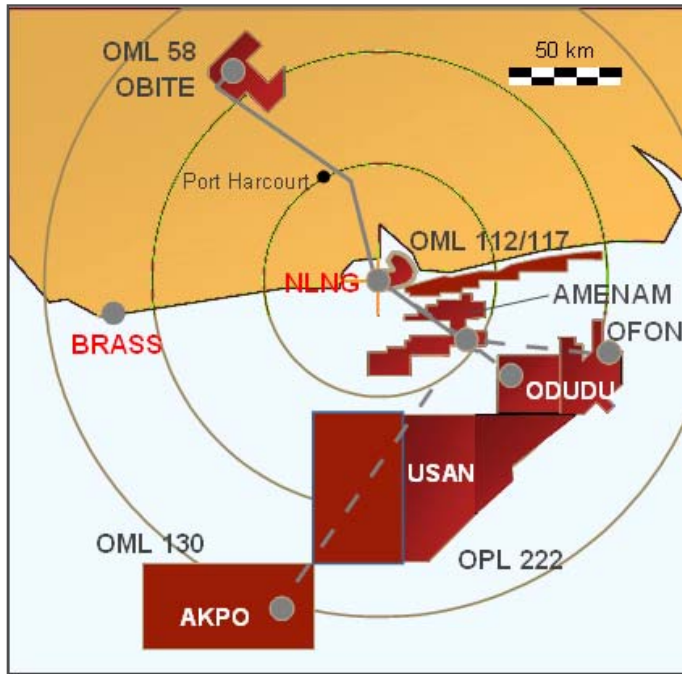 OML 58
OBITE
50 km
Port Harcourt
OML 112/117
NLNG
AMENAM
BRASS
OFON
ODUDU
USAN
OML 130
OPL 222
AKPO